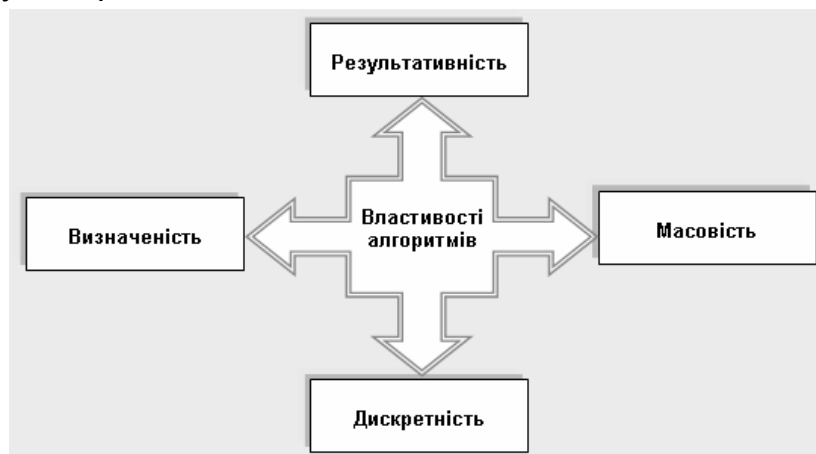 Результативність
Визначеність
Властивості
алгоритмів
Масовість
Дискретність